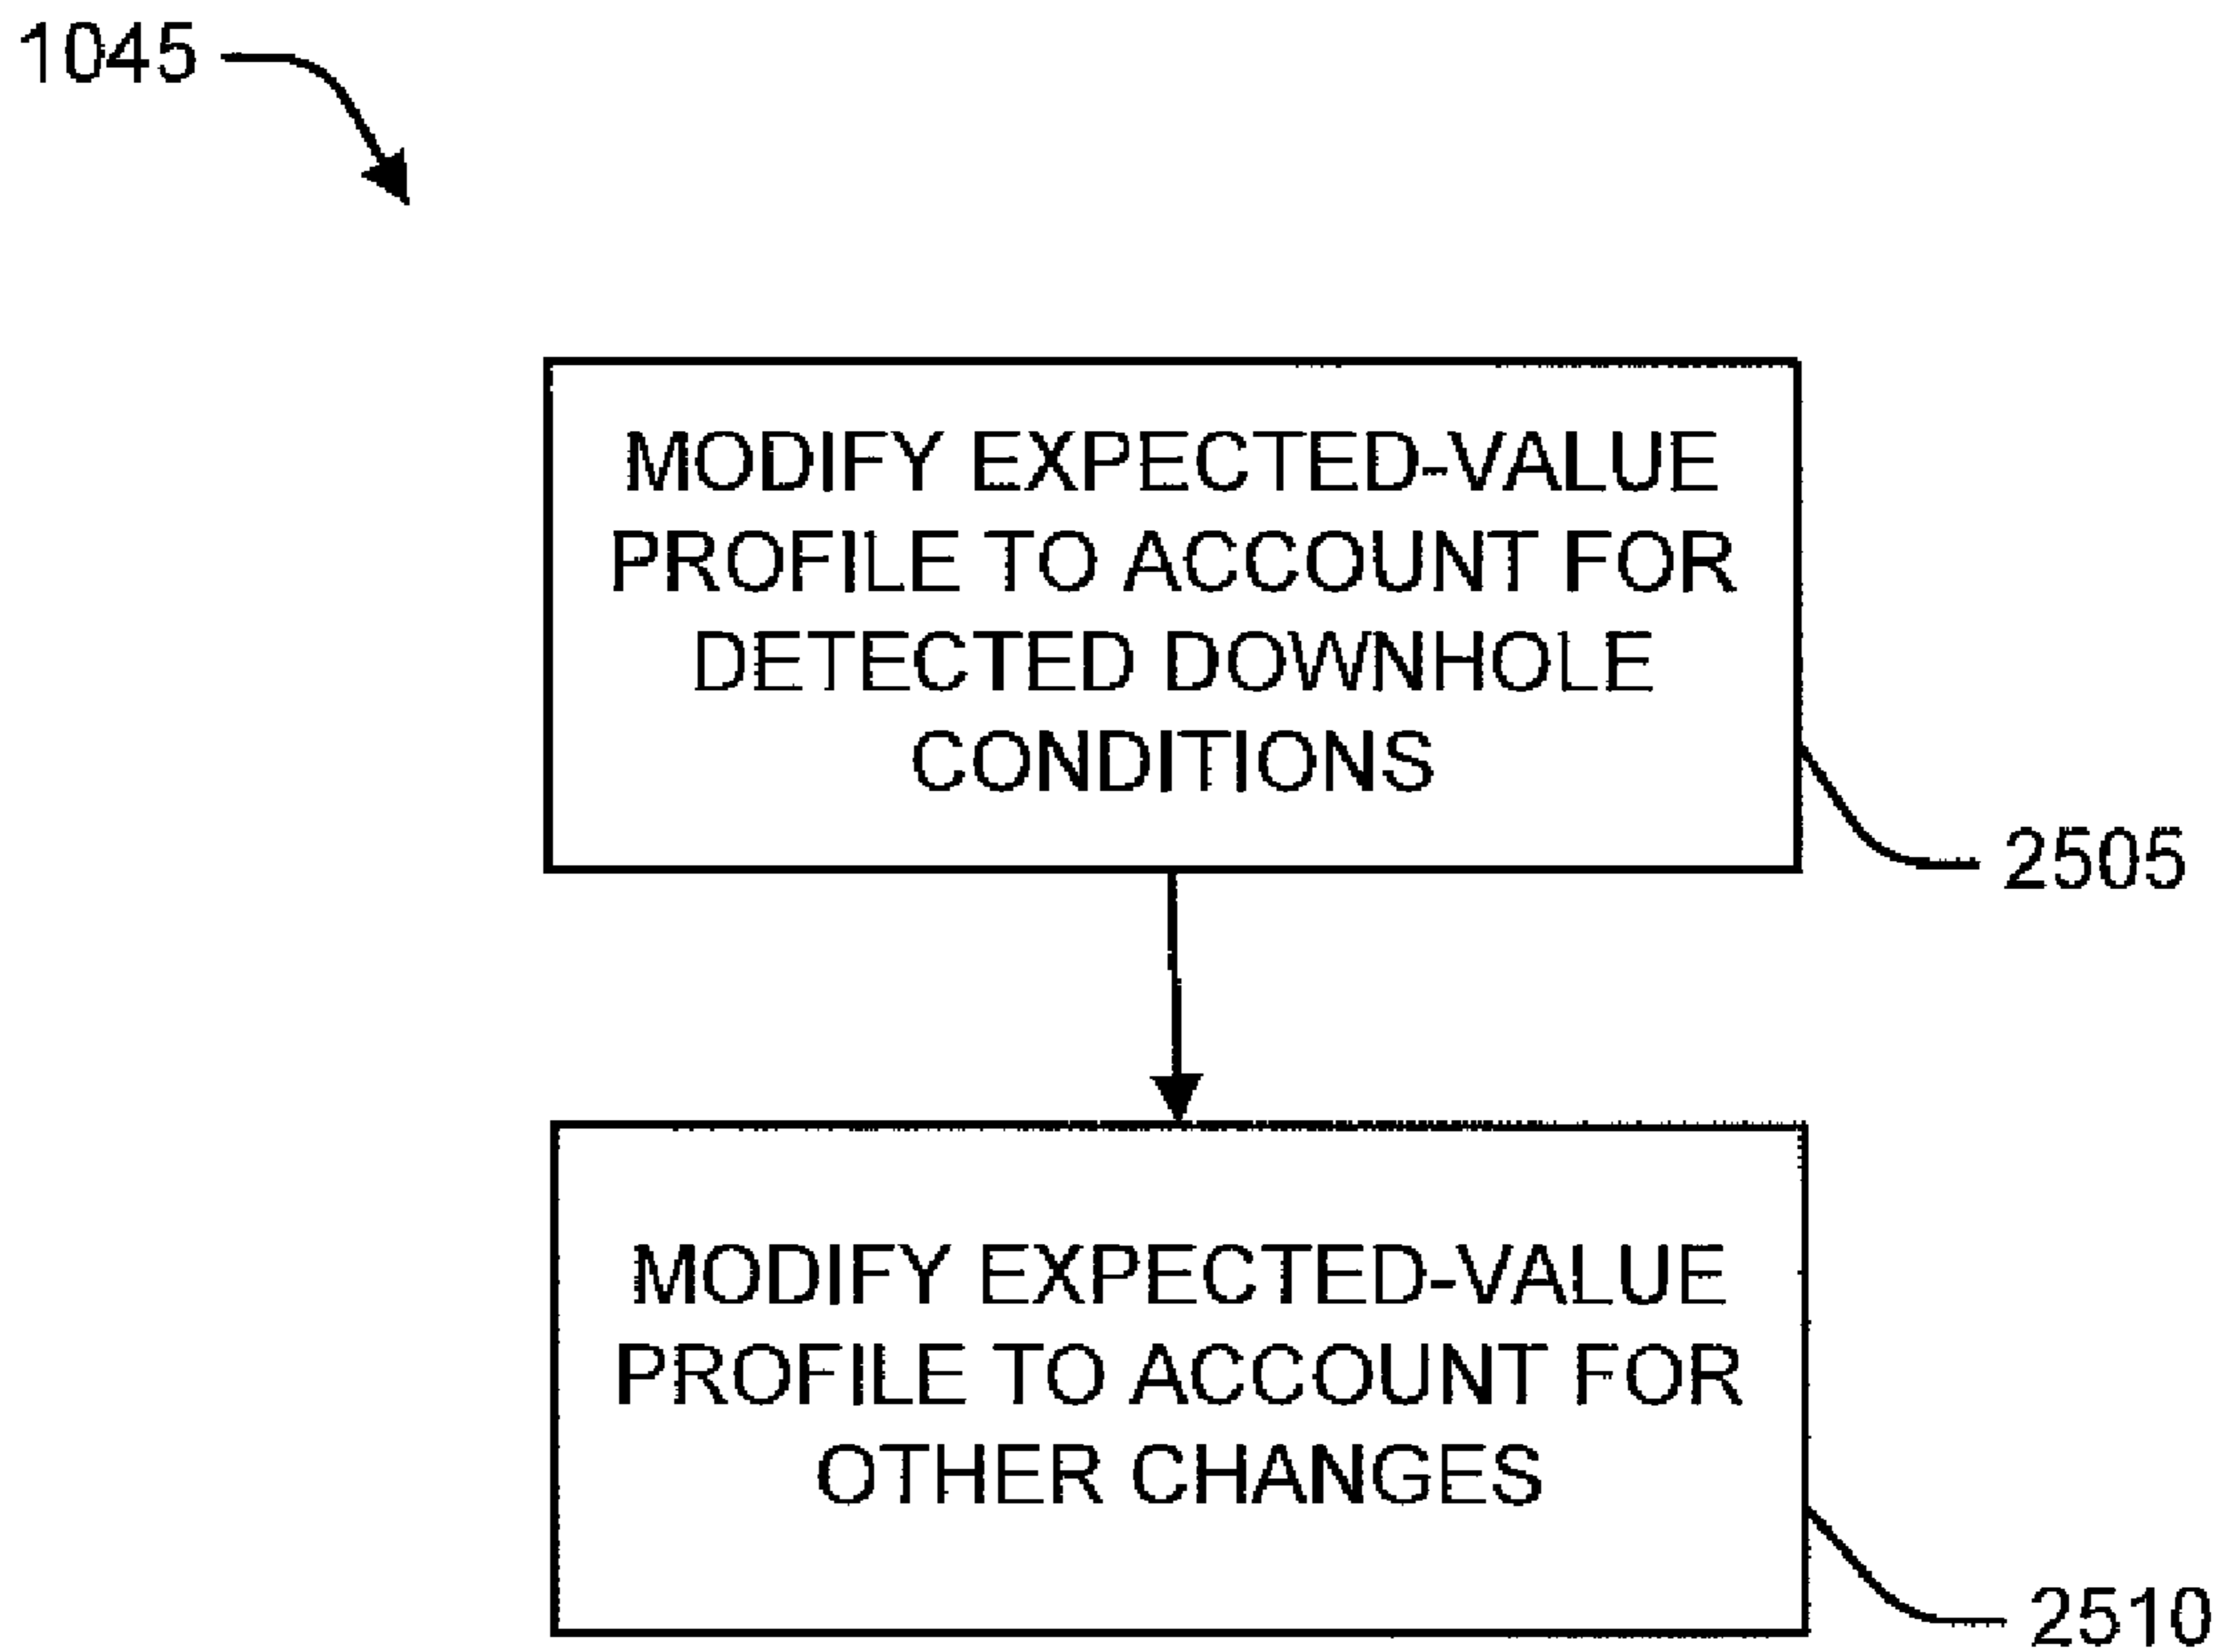 1045
MODIFY EXPECTED-VALUE
PROFILE TO ACCOUNT FOR
DETECTED DOWNHOLE
CONDITIONS
2505
MODIFY EXPECTED-VALUE
PROFILE TO ACCOUNT FOR
OTHER CHANGES
2510